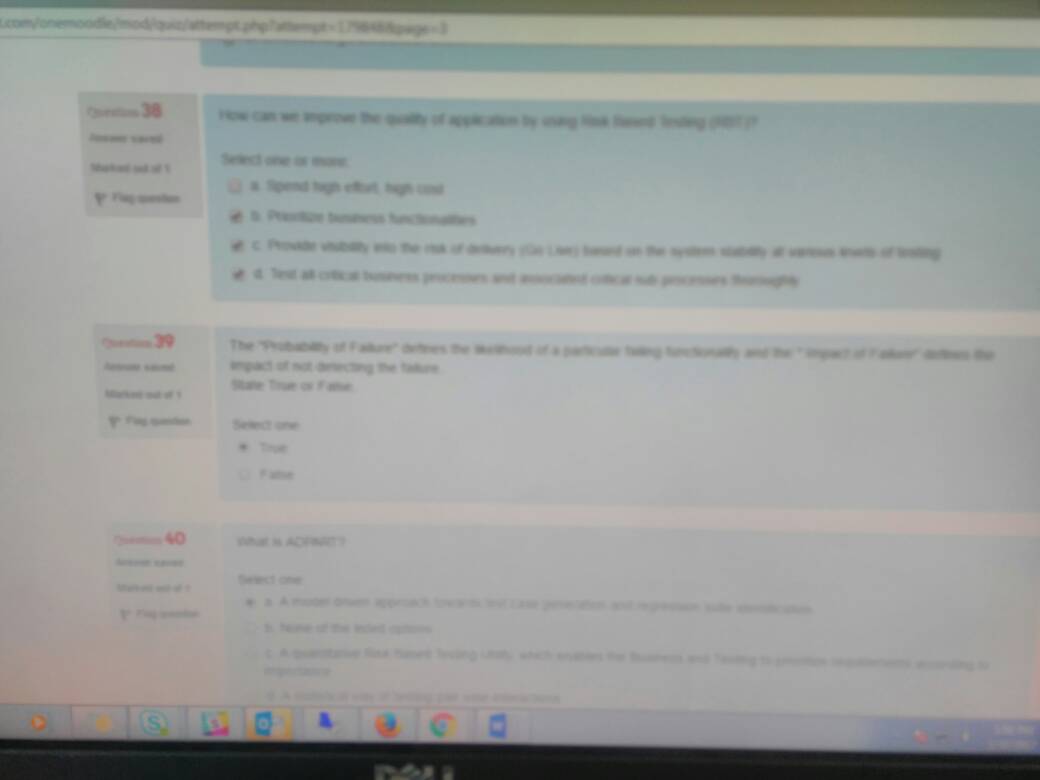 t.com/onemoodle/mod/quiz/attempt.php?attempt=179848&page=3
Question 38
Answer saved
Marked out of 1
Flag question
How can we improve the quality of application by using Risk Based Testing (RBT)?
Select one or more:
a. Spend high effort, high cost
b. Prioritize business functionalities
c. Provide visibility into the risk of delivery (Go Live) based on the system stability at various levels of testing
d. Test all critical business processes and associated critical sub processes thoroughly
Question 39
Answer saved
Marked out of 1
Flag question
The "Probability of Failure" defines the likelihood of a particular failing functionality and the " Impact of Failure" defines the
impact of not detecting the failure.
State True or False.
Select one:
True
False
Question 40
Answer saved
Marked out of 1
Flag question
What is ADPART?
Select one:
a. A model driven approach towards test case generation and regression suite identification
b. None of the listed options
c. A quantitative Risk Based Testing Utility, which enables the Business and Testing to prioritize requirements according to
importance
d. A statistical way of testing pair wise interactions
DELL